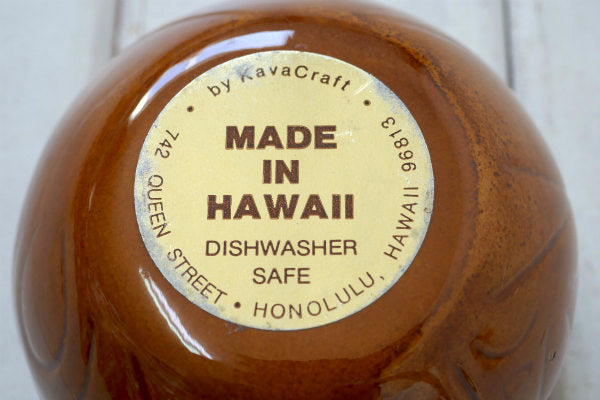 • by KavaCraft •
MADE
IN
HAWAII
DISHWASHER
SAFE
742 QUEEN STREET • HONOLULU, HAWAII 96813